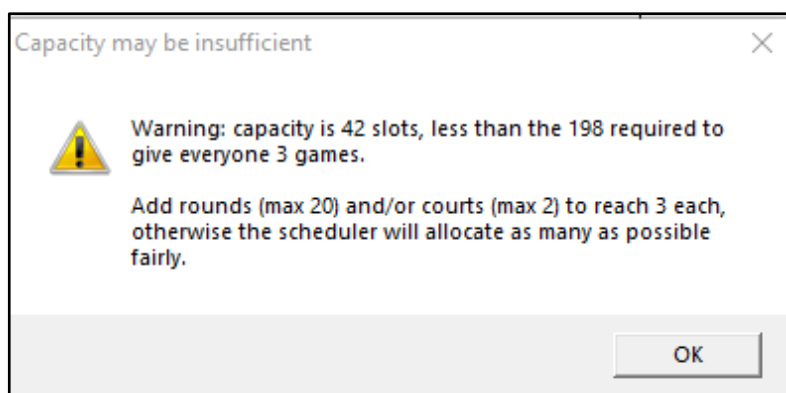 Capacity may be insufficient
Warning: capacity is 42 slots, less than the 198 required to
give everyone 3 games.
Add rounds (max 20) and/or courts (max 2) to reach 3 each,
otherwise the scheduler will allocate as many as possible
fairly.
OK